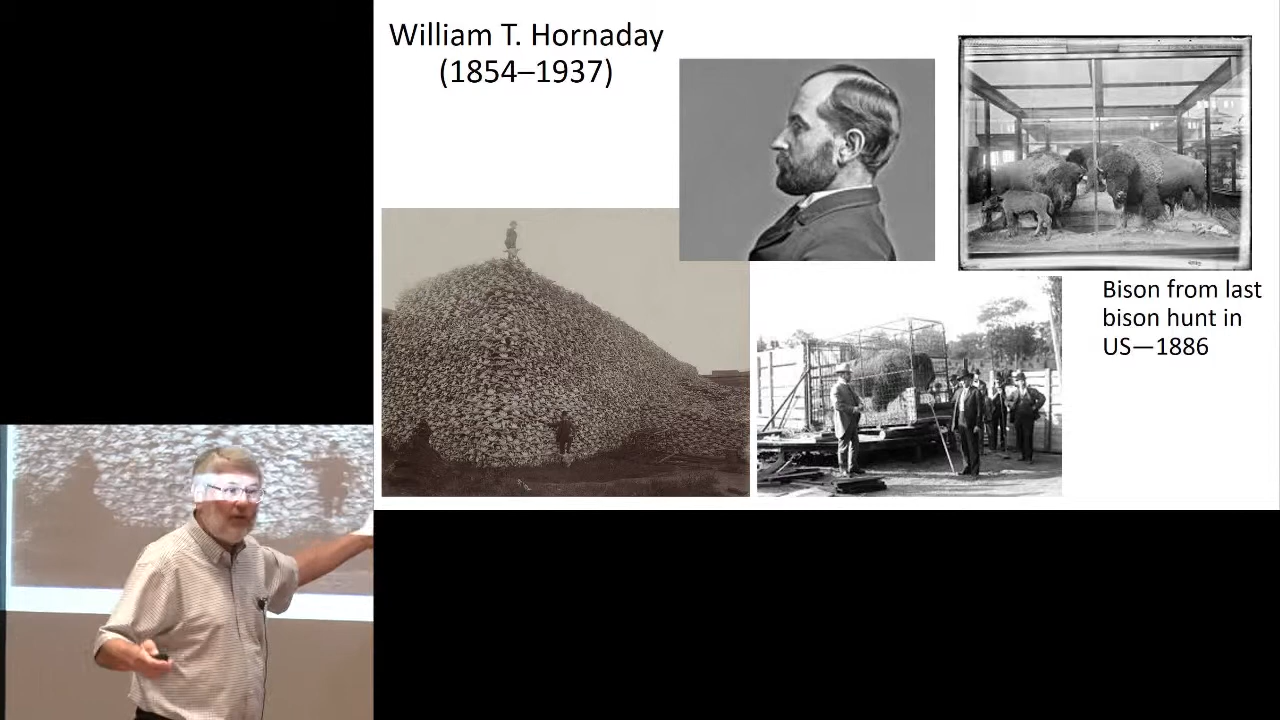 William T. Hornaday
(1854–1937)
Bison from last
bison hunt in
US—1886